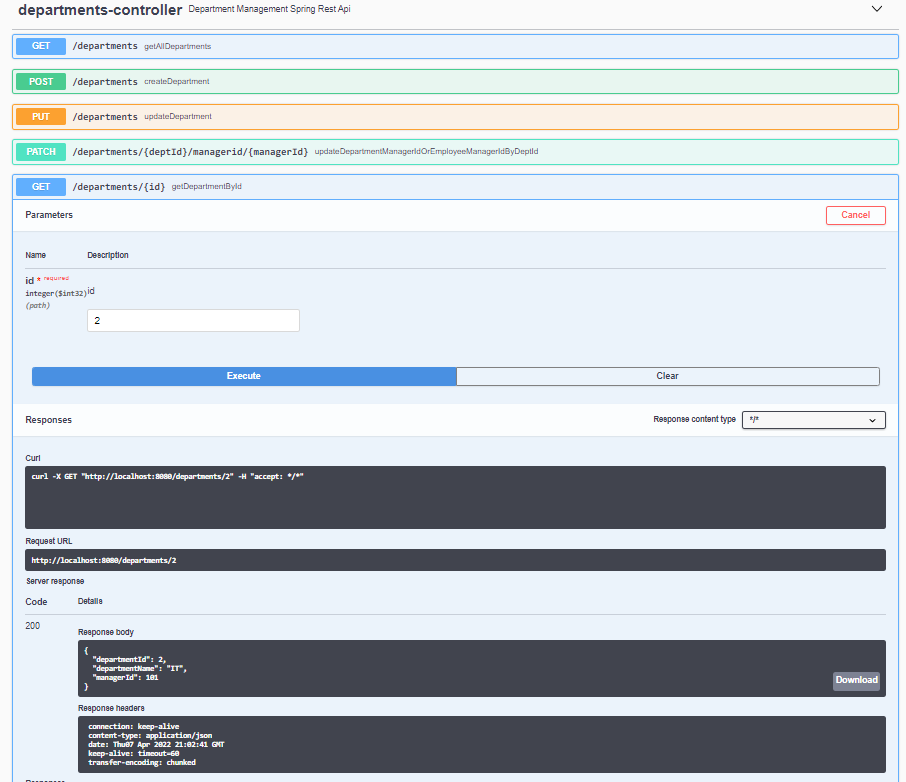 departments-controller Department Management Spring Rest Api
GET /departments getAllDepartments
POST /departments createDepartment
PUT /departments updateDepartment
PATCH /departments/{deptId}/managerid/{managerId} updateDepartmentManagerIdOrEmployeeManagerIdByDeptId
GET /departments/{id} getDepartmentById
Parameters Cancel
Name Description
id * required
integer($int32) id
(path)
2
Execute Clear
Responses Response content type */*
Curl
curl -X GET "http://localhost:8080/departments/2" -H "accept: */*"
Request URL
http://localhost:8080/departments/2
Server response
Code Details
200
Response body
{
"departmentId": 2,
"departmentName": "IT",
"managerId": 101
}
Download
Response headers
connection: keep-alive
content-type: application/json
date: Thu07 Apr 2022 21:02:41 GMT
keep-alive: timeout=60
transfer-encoding: chunked